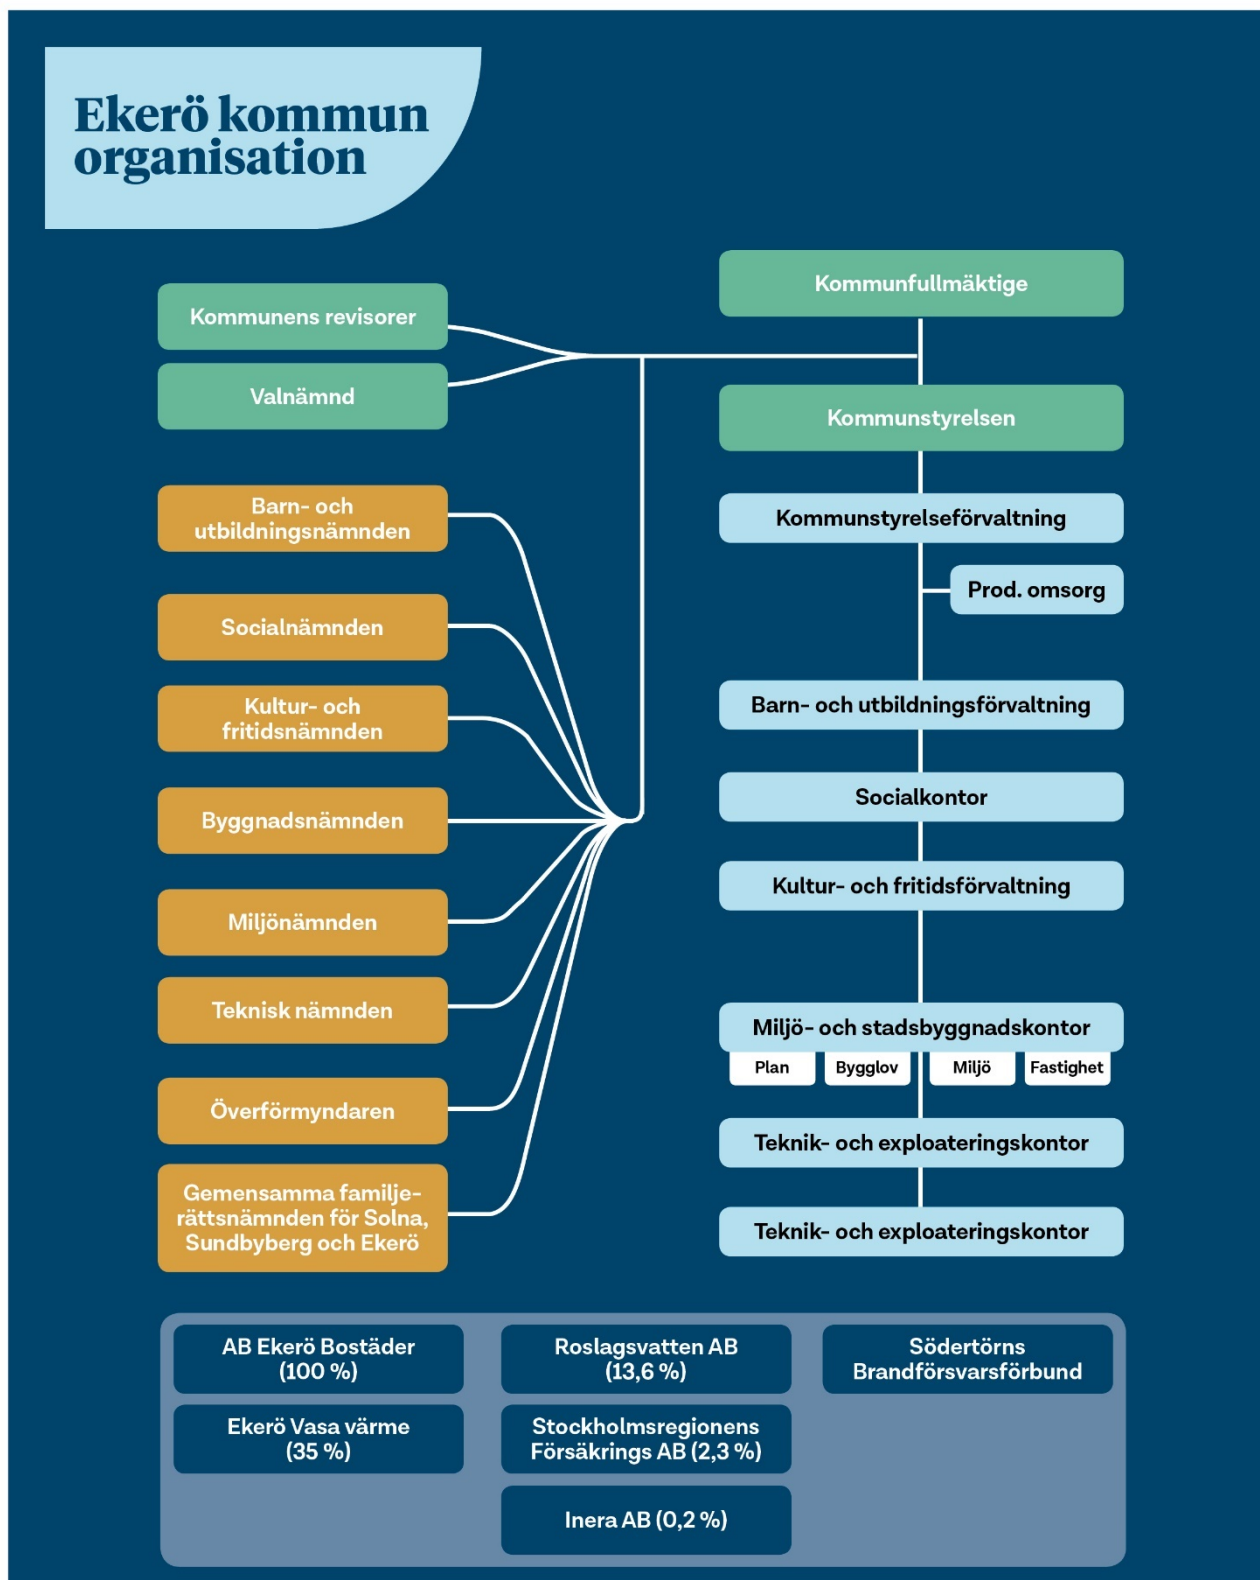 Ekerö kommun
organisation
Kommunens revisorer
Valnämnd
Barn- och
utbildningsnämnden
Socialnämnden
Kultur- och
fritidsnämnden
Byggnadsnämnden
Miljönämnden
Teknisk nämnden
Överförmyndaren
Gemensamma familje-
rättsnämnden för Solna,
Sundbyberg och Ekerö
Kommunfullmäktige
Kommunstyrelsen
Kommunstyrelseförvaltning
Prod. omsorg
Barn- och utbildningsförvaltning
Socialkontor
Kultur- och fritidsförvaltning
Miljö- och stadsbyggnadskontor
Plan
Bygglov
Miljö
Fastighet
Teknik- och exploateringskontor
Teknik- och exploateringskontor
AB Ekerö Bostäder
(100 %)
Ekerö Vasa värme
(35 %)
Roslagsvatten AB
(13,6 %)
Stockholmsregionens
Försäkrings AB (2,3 %)
Inera AB (0,2 %)
Södertörns
Brandförsvarsförbund